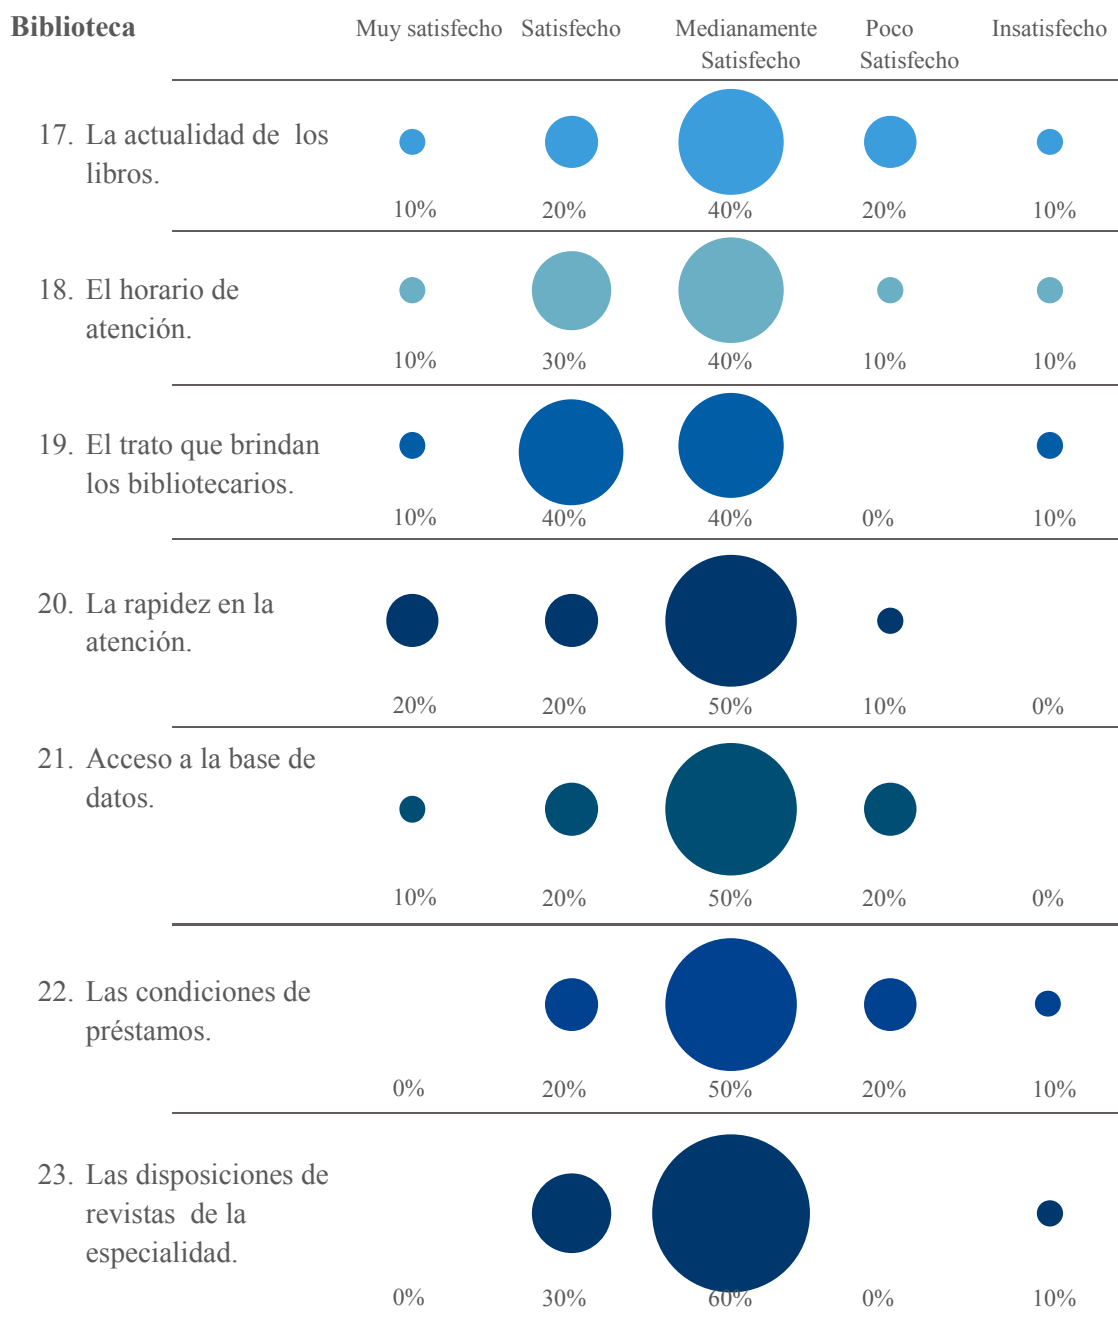 Biblioteca Muy satisfecho Satisfecho Medianamente Poco Insatisfecho
Satisfecho Satisfecho
17. La actualidad de los
libros.
10% 20% 40% 20% 10%
18. El horario de
atención.
10% 30% 40% 10% 10%
19. El trato que brindan
los bibliotecarios.
10% 40% 40% 0% 10%
20. La rapidez en la
atención.
20% 20% 50% 10% 0%
21. Acceso a la base de
datos.
10% 20% 50% 20% 0%
22. Las condiciones de
préstamos.
0% 20% 50% 20% 10%
23. Las disposiciones de
revistas de la
especialidad.
0% 30% 60% 0% 10%